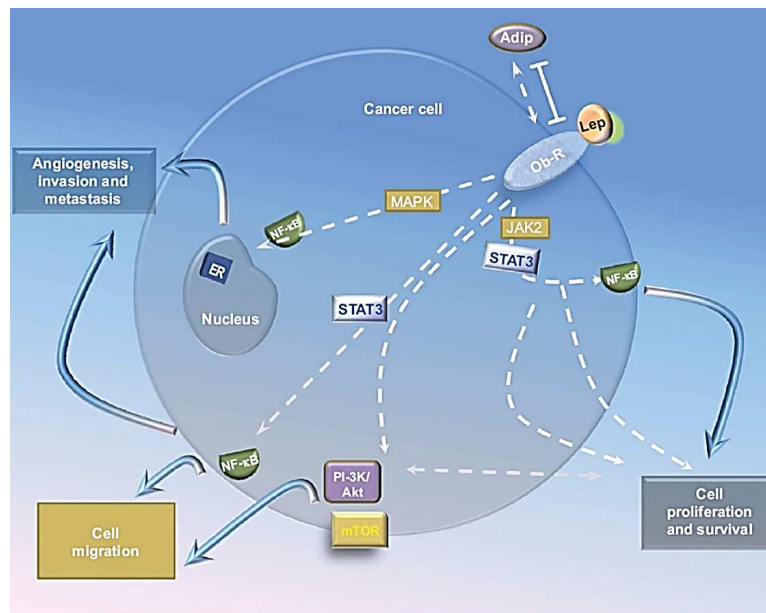 Adip
Cancer cell
Lep
Ob-R
Angiogenesis,
invasion and
metastasis
MAPK
NF-κB
JAK2
STAT3
ER
NF-κB
Nucleus
STAT3
NF-κB
PI-3K/
Akt
mTOR
Cell
proliferation
and survival
Cell
migration